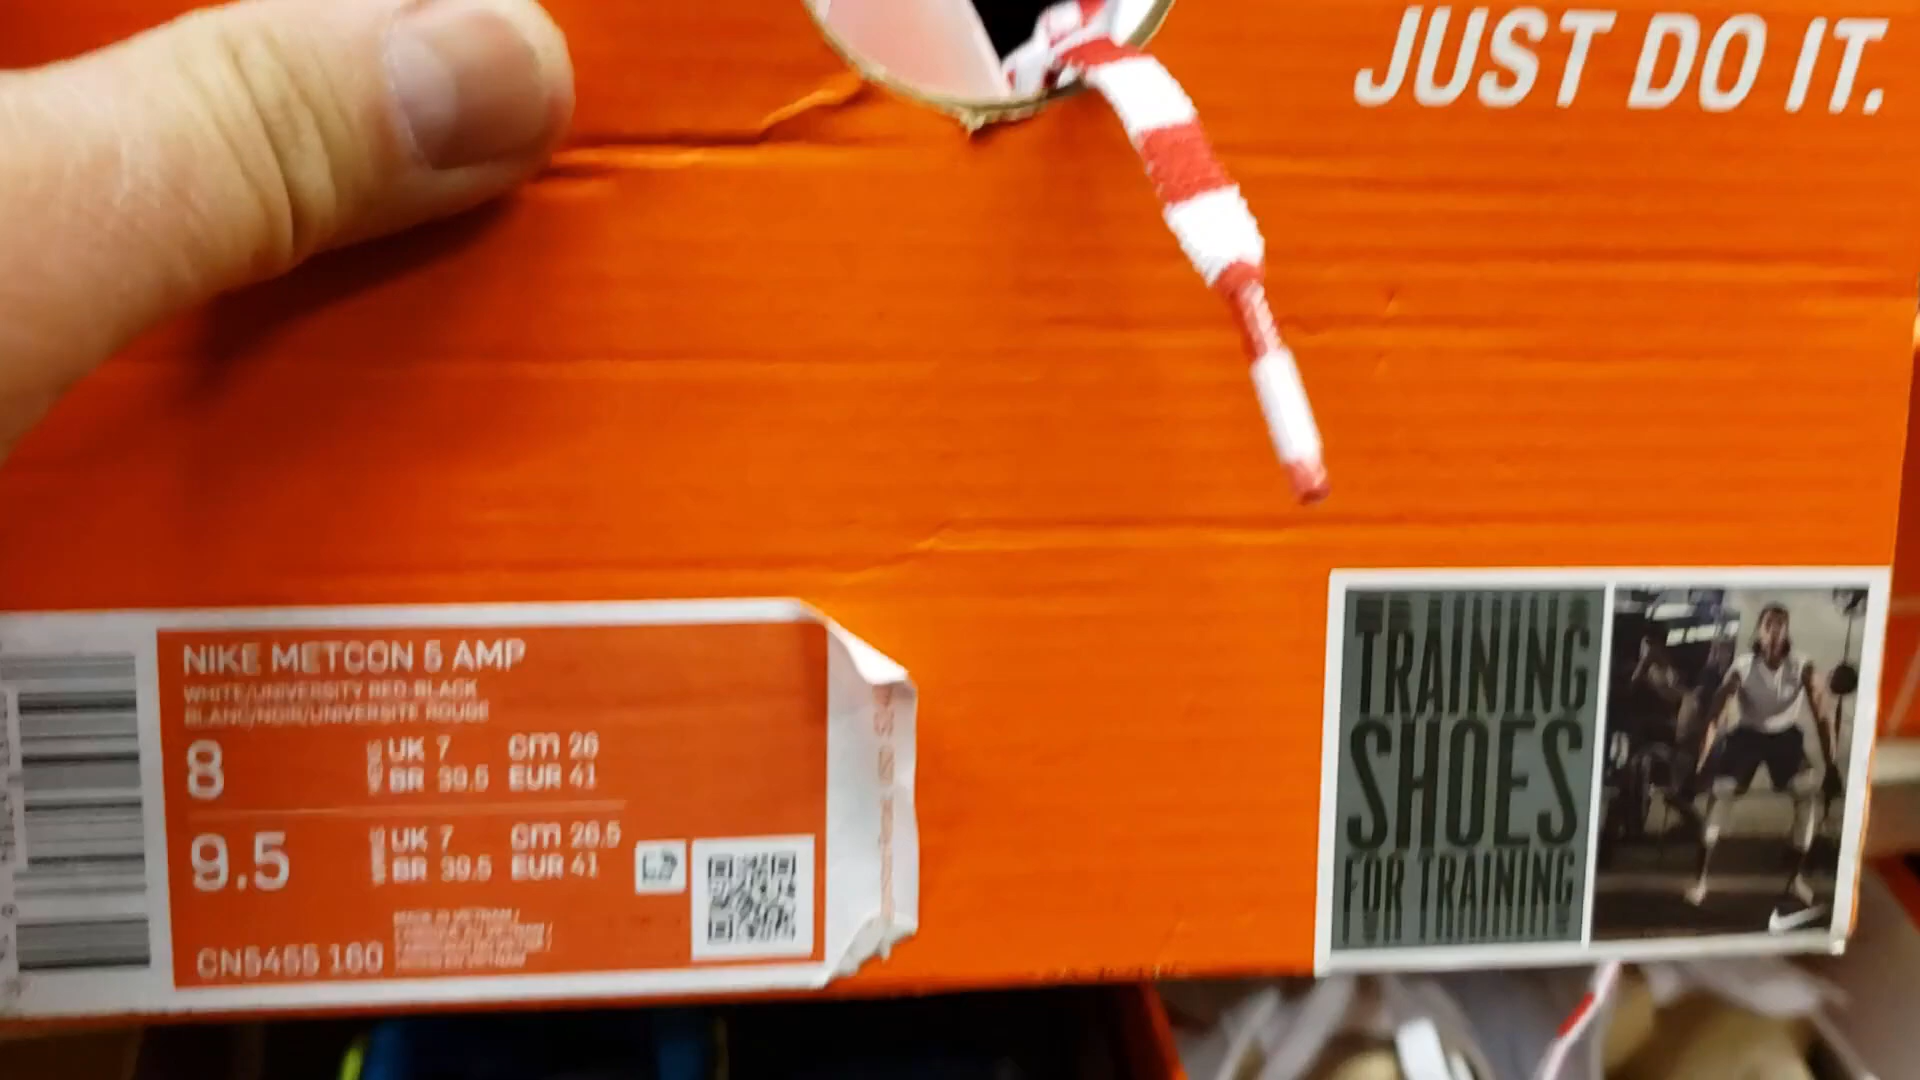 JUST DO IT.
NIKE METCON 5 AMP
WHITE/UNIVERSITY RED-BLACK
BLANC/NOIR/UNIVERSITE ROUGE
8 UK 7 cm 26
BR 39.5 EUR 41
9.5 UK 7 cm 26.5
BR 39.5 EUR 41
CN5455 160
TRAINING
SHOES
FOR TRAINING